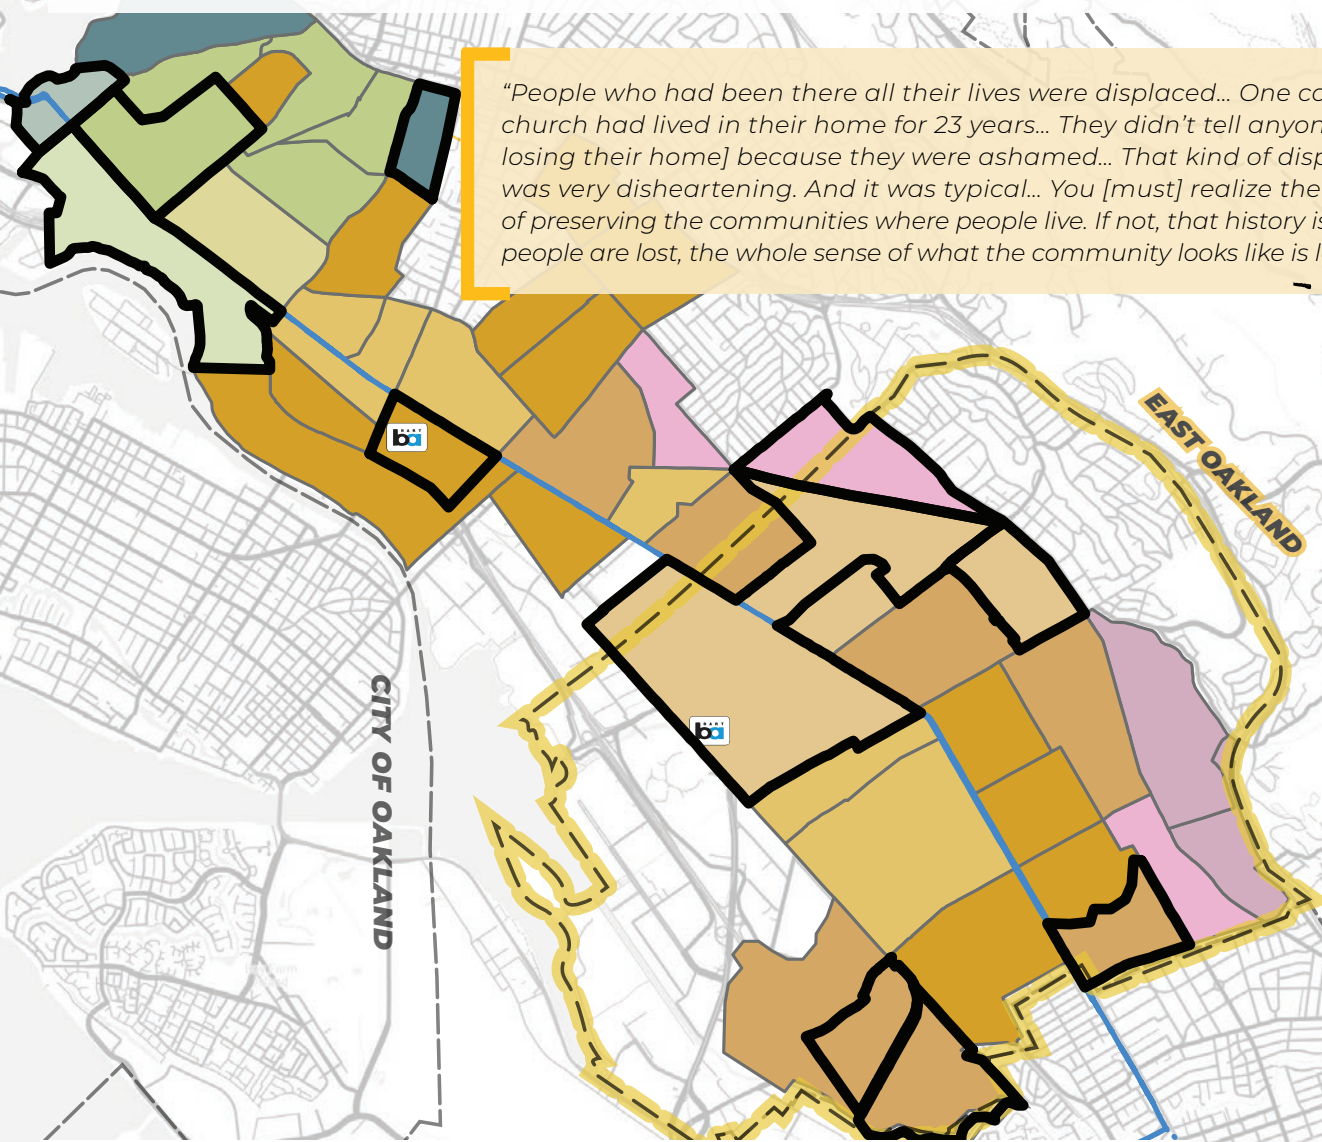 “People who had been there all their lives were displaced... One co
church had lived in their home for 23 years... They didn’t tell anyon
losing their home] because they were ashamed... That kind of disp
was very disheartening. And it was typical... You [must] realize the
of preserving the communities where people live. If not, that history is
people are lost, the whole sense of what the community looks like is l
EAST OAKLAND
BART
ba
CITY OF OAKLAND
BART
ba